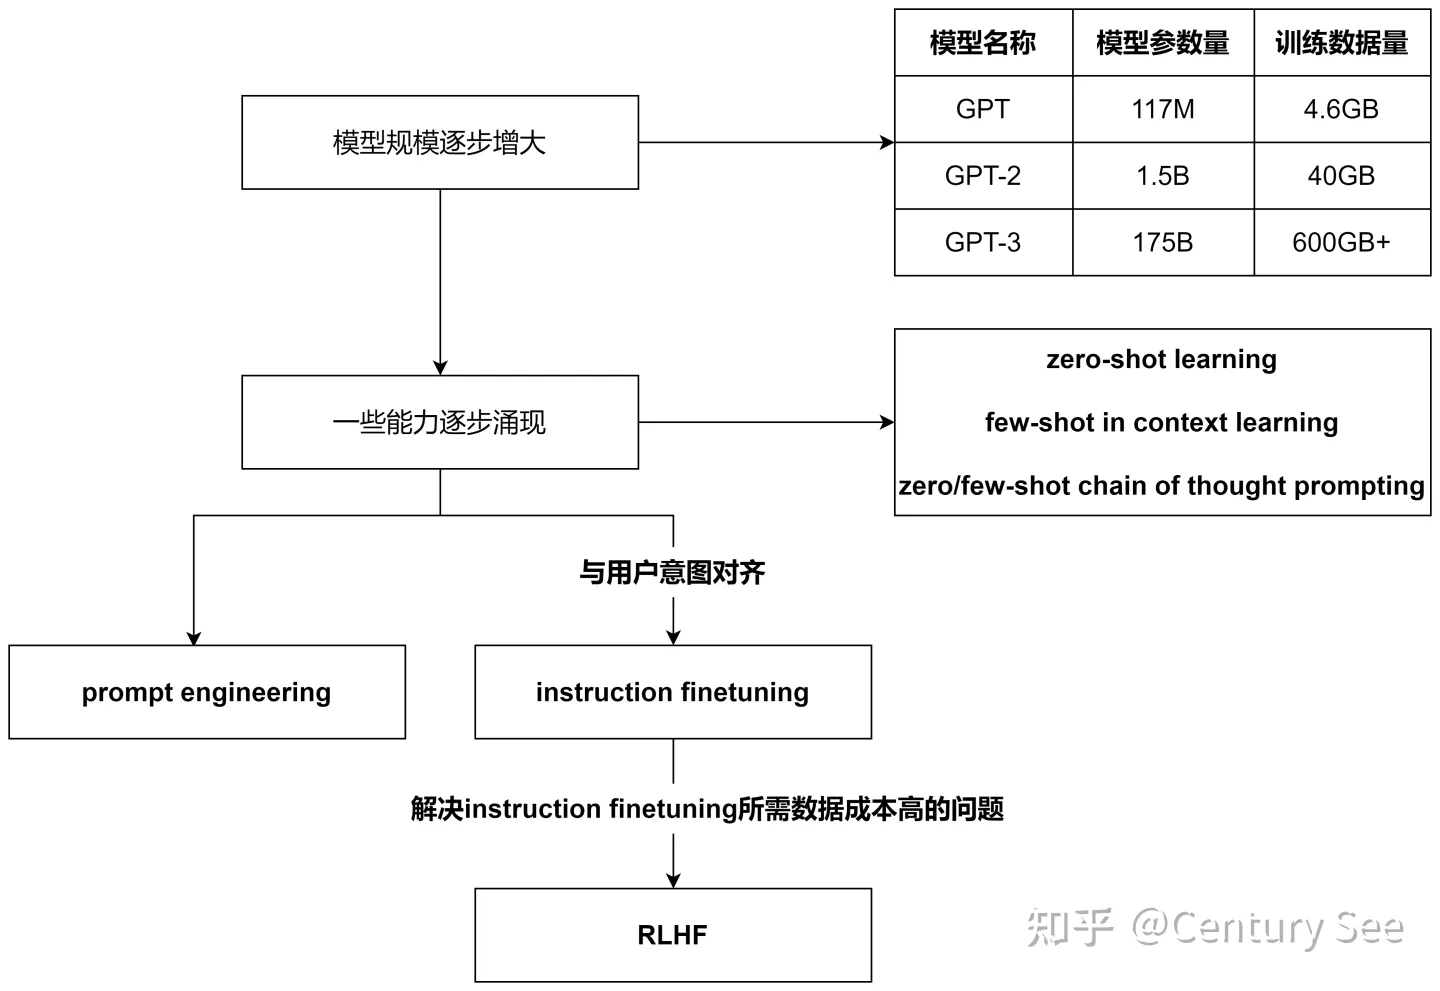 模型名称 模型参数量 训练数据量
GPT 117M 4.6GB
GPT-2 1.5B 40GB
GPT-3 175B 600GB+
模型规模逐步增大
一些能力逐步涌现
zero-shot learning
few-shot in context learning
zero/few-shot chain of thought prompting
与用户意图对齐
prompt engineering
instruction finetuning
解决instruction finetuning所需数据成本高的问题
RLHF
知乎 @Century See